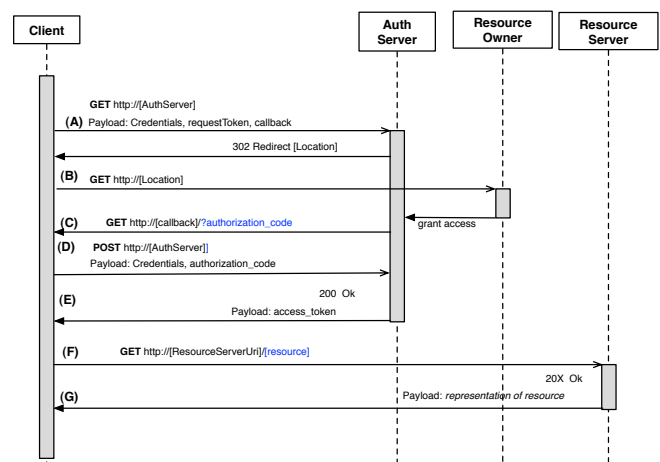 Client
Auth
Server
Resource
Owner
Resource
Server
GET http://[AuthServer]
(A) Payload: Credentials, requestToken, callback
302 Redirect [Location]
(B) GET http://[Location]
grant access
(C) GET http://[callback]/?authorization_code
(D) POST http://[AuthServer]]
Payload: Credentials, authorization_code
200 Ok
(E)
Payload: access_token
(F) GET http://[ResourceServerUri]/[resource]
20X Ok
(G) Payload: representation of resource